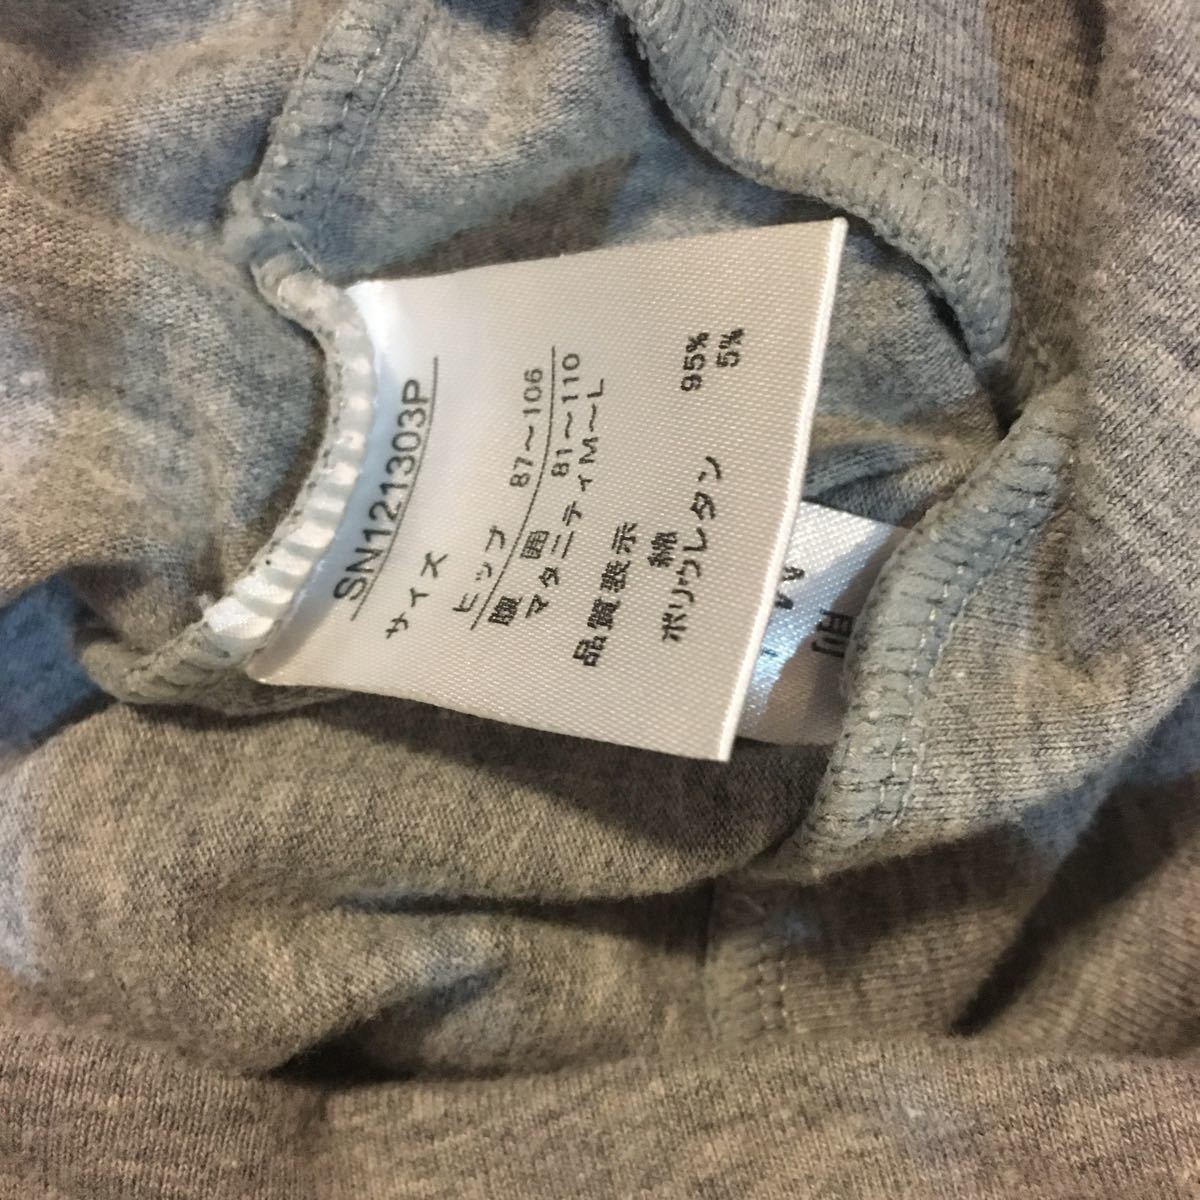 SN121303P
サイズ
ヒップ 87～106
腹 囲 81～110
マタニティM～L
品質表示
綿 95%
ポリウレタン 5%
前